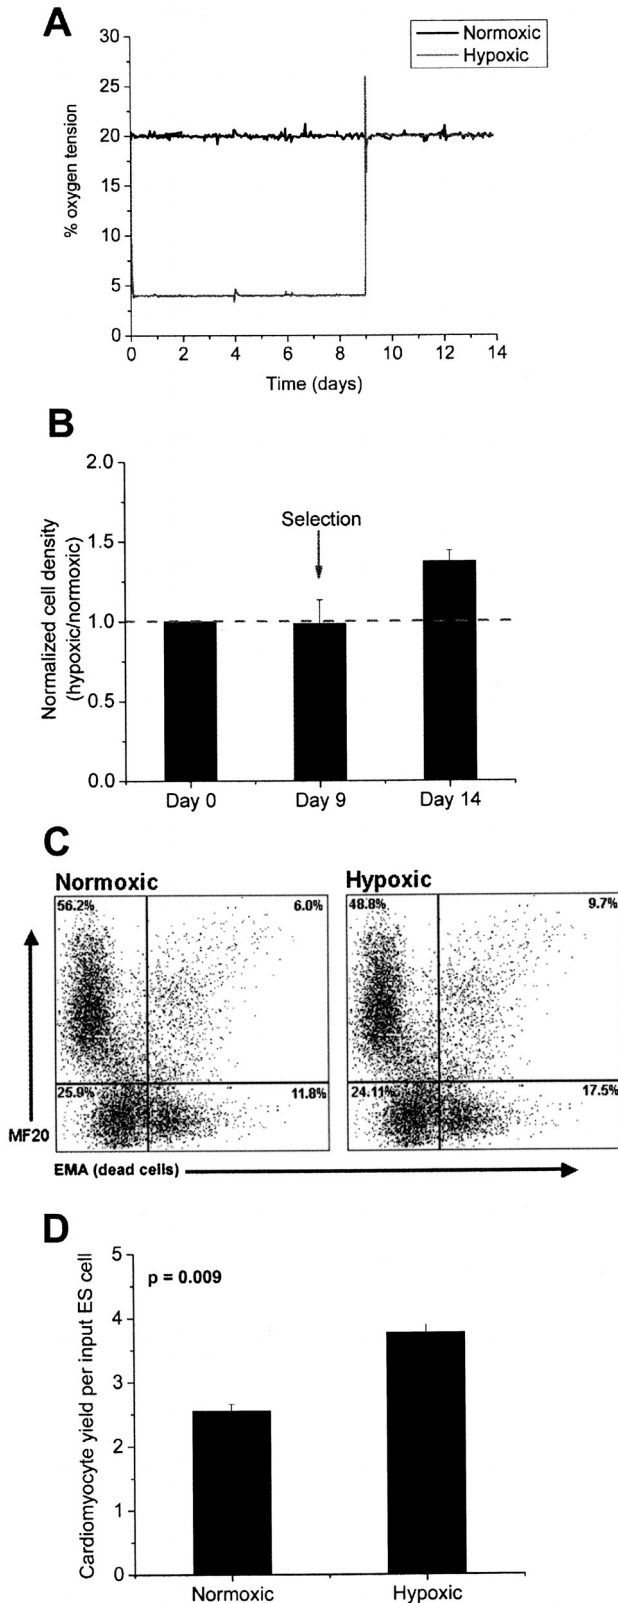 A
Normoxic
Hypoxic
% oxygen tension
30
25
20
15
10
5
0
0 2 4 6 8 10 12 14
Time (days)
B
Normalized cell density
(hypoxic/normoxic)
2.0
1.5
1.0
0.5
0.0
Selection
Day 0 Day 9 Day 14
C
Normoxic
Hypoxic
56.2% 6.0%
48.8% 9.7%
25.9% 11.8%
24.11% 17.5%
MF20
EMA (dead cells)
D
Cardiomyocyte yield per input ES cell
5
4
3
2
1
0
p = 0.009
Normoxic Hypoxic